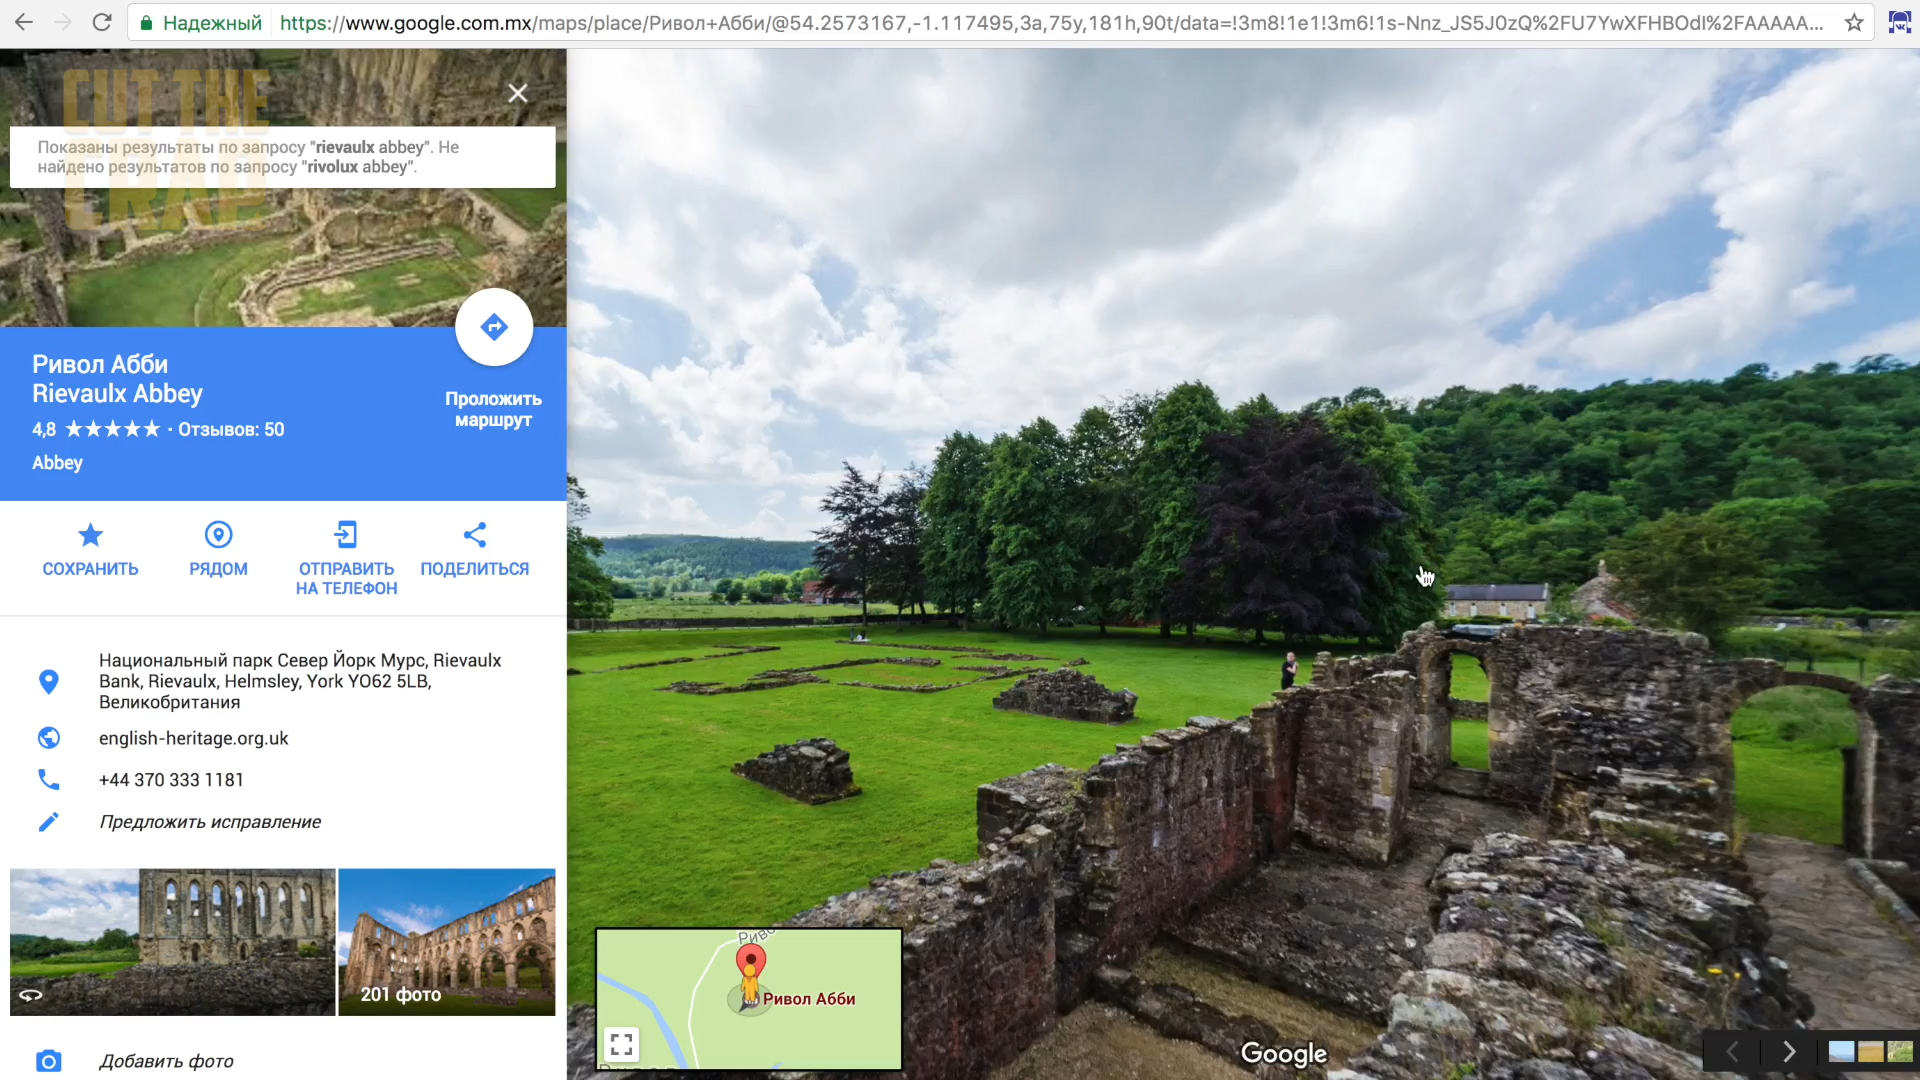 Надежный
https://www.google.com.mx/maps/place/Ривол+Абби/@54.2573167,-1.117495,3a,75y,181h,90t/data=!3m8!1e1!3m6!1s-Nnz_JS5J0zQ%2FU7YwXFHBOdI%2FAAAAA...
CUT THE
CRAP
Показаны результаты по запросу "rievaulx abbey". Не
найдено результатов по запросу "rivolux abbey".
Ривол Абби
Rievaulx Abbey
4,8 ★★★★★ · Отзывов: 50
Abbey
Проложить
маршрут
СОХРАНИТЬ
РЯДОМ
ОТПРАВИТЬ
НА ТЕЛЕФОН
ПОДЕЛИТЬСЯ
Национальный парк Север Йорк Мурс, Rievaulx
Bank, Rievaulx, Helmsley, York YO62 5LB,
Великобритания
english-heritage.org.uk
+44 370 333 1181
Предложить исправление
201 фото
Добавить фото
Ривол Абби
Google